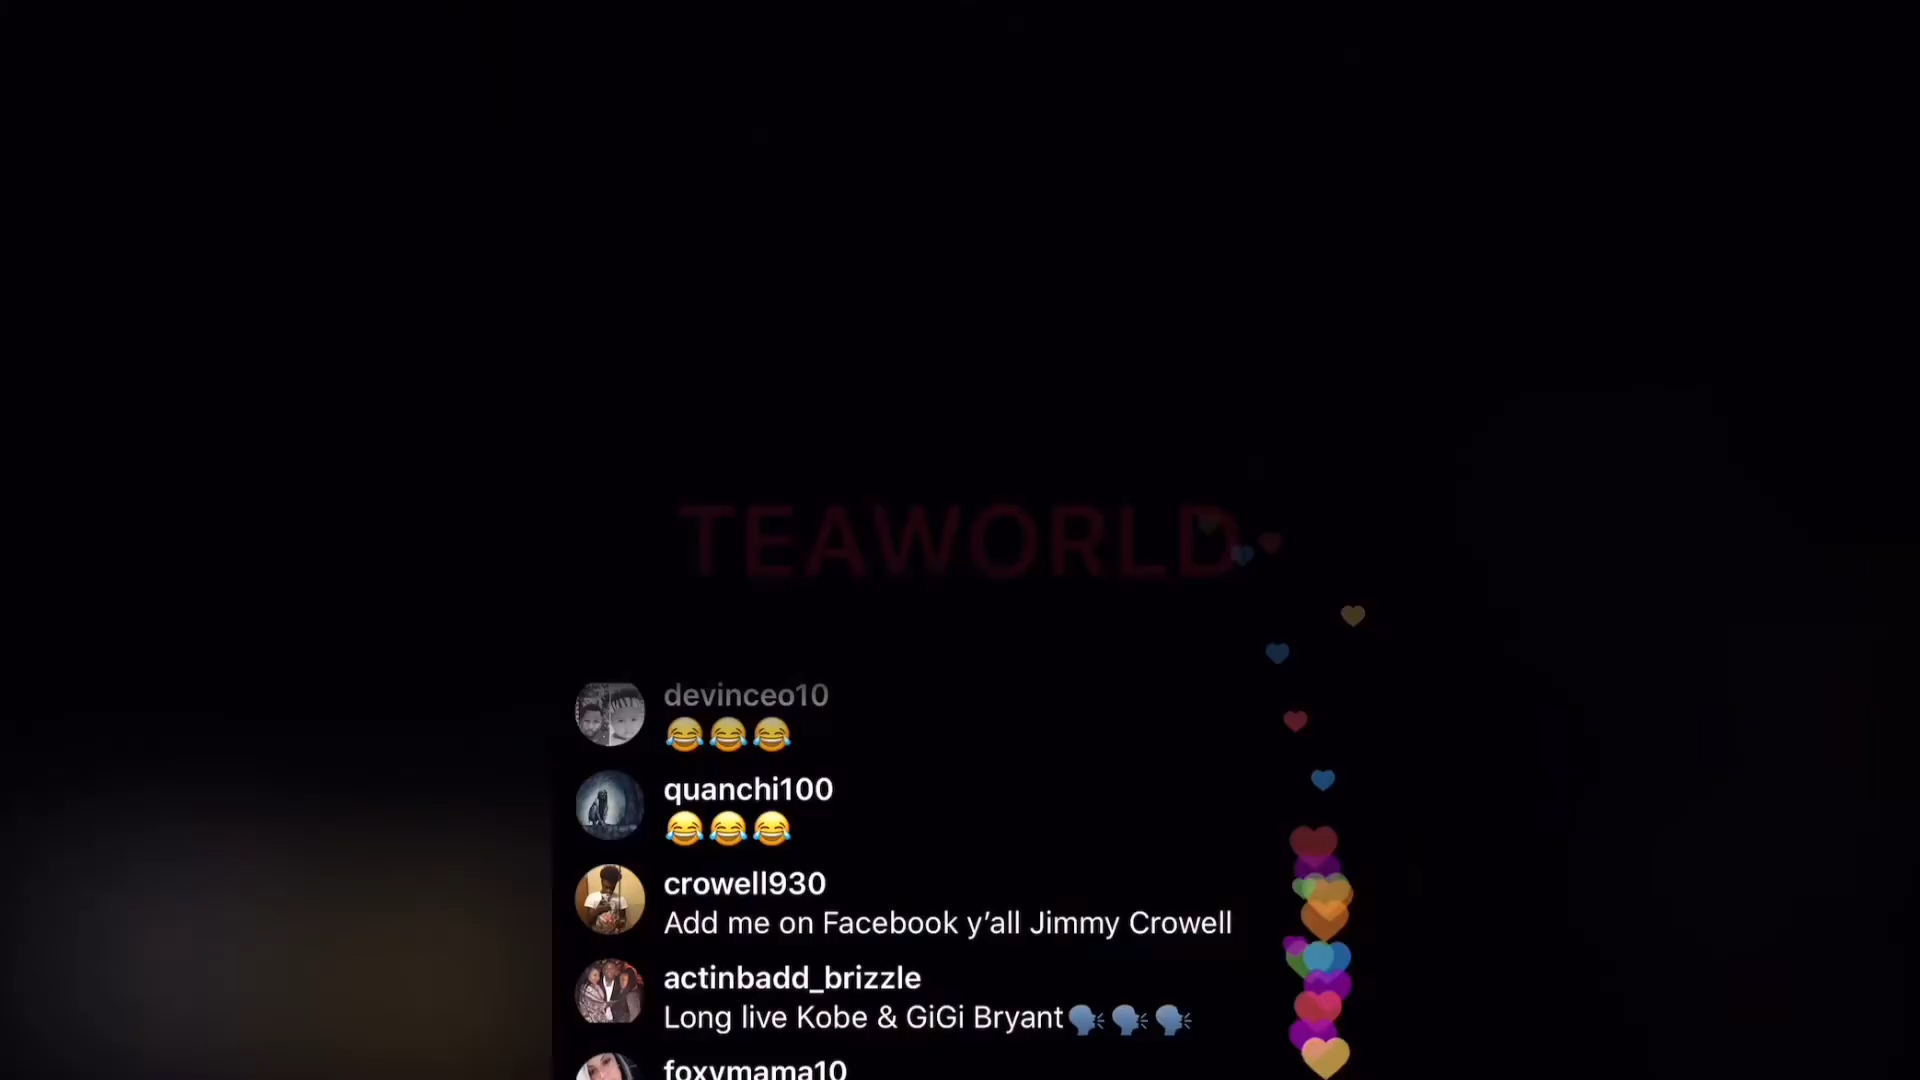 TEAWORLD
devinceo10
😂😂😂
quanchi100
😂😂😂
crowell930
Add me on Facebook y’all Jimmy Crowell
actinbadd_brizzle
Long live Kobe & GiGi Bryant🗣🗣🗣
foxymama10